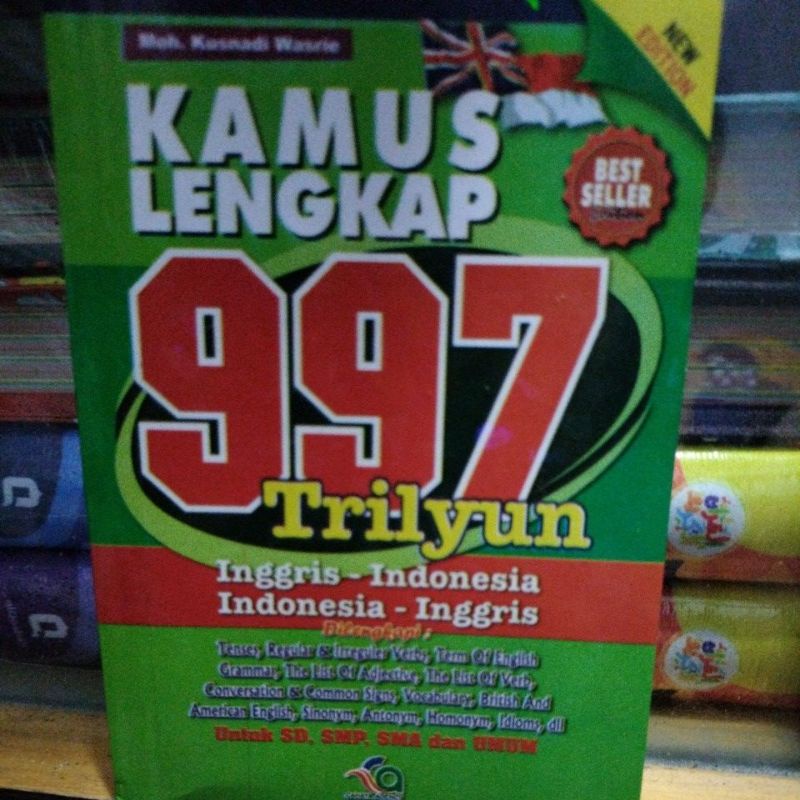 Moh. Kusnadi Wasrie
NEW
EDITION
KAMUS
LENGKAP
BEST
SELLER
997
Trilyun
Inggris - Indonesia
Indonesia - Inggris
Dilengkapi :
Tenses, Regular & Irreguler Verbs, Term Of English
Grammar, The List Of Adjective, The List Of Verb,
Conversation & Common Signs, Vocabulary, British And
American English, Sinonym, Antonym, Homonym, Idioms, dll
Untuk SD, SMP, SMA dan UMUM